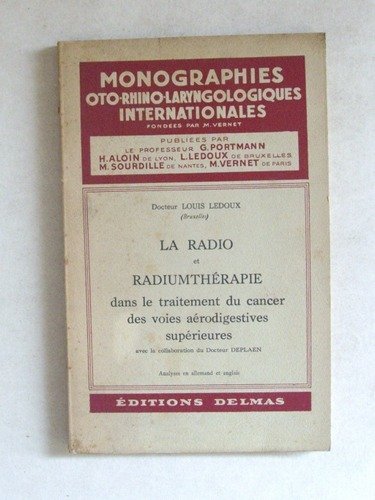 MONOGRAPHIES
OTO-RHINO-LARYNGOLOGIQUES
INTERNATIONALES
FONDÉES PAR M. VERNET
PUBLIÉES PAR
LE PROFESSEUR G. PORTMANN
H. ALOIN DE LYON, L. LEDOUX DE BRUXELLES
M. SOURDILLE DE NANTES, M. VERNET DE PARIS
Docteur LOUIS LEDOUX
(Bruxelles)
LA RADIO
et
RADIUMTHÉRAPIE
dans le traitement du cancer
des voies aérodigestives
supérieures
avec la collaboration du Docteur DEPLAEN
Analyses en allemand et anglais
ÉDITIONS DELMAS